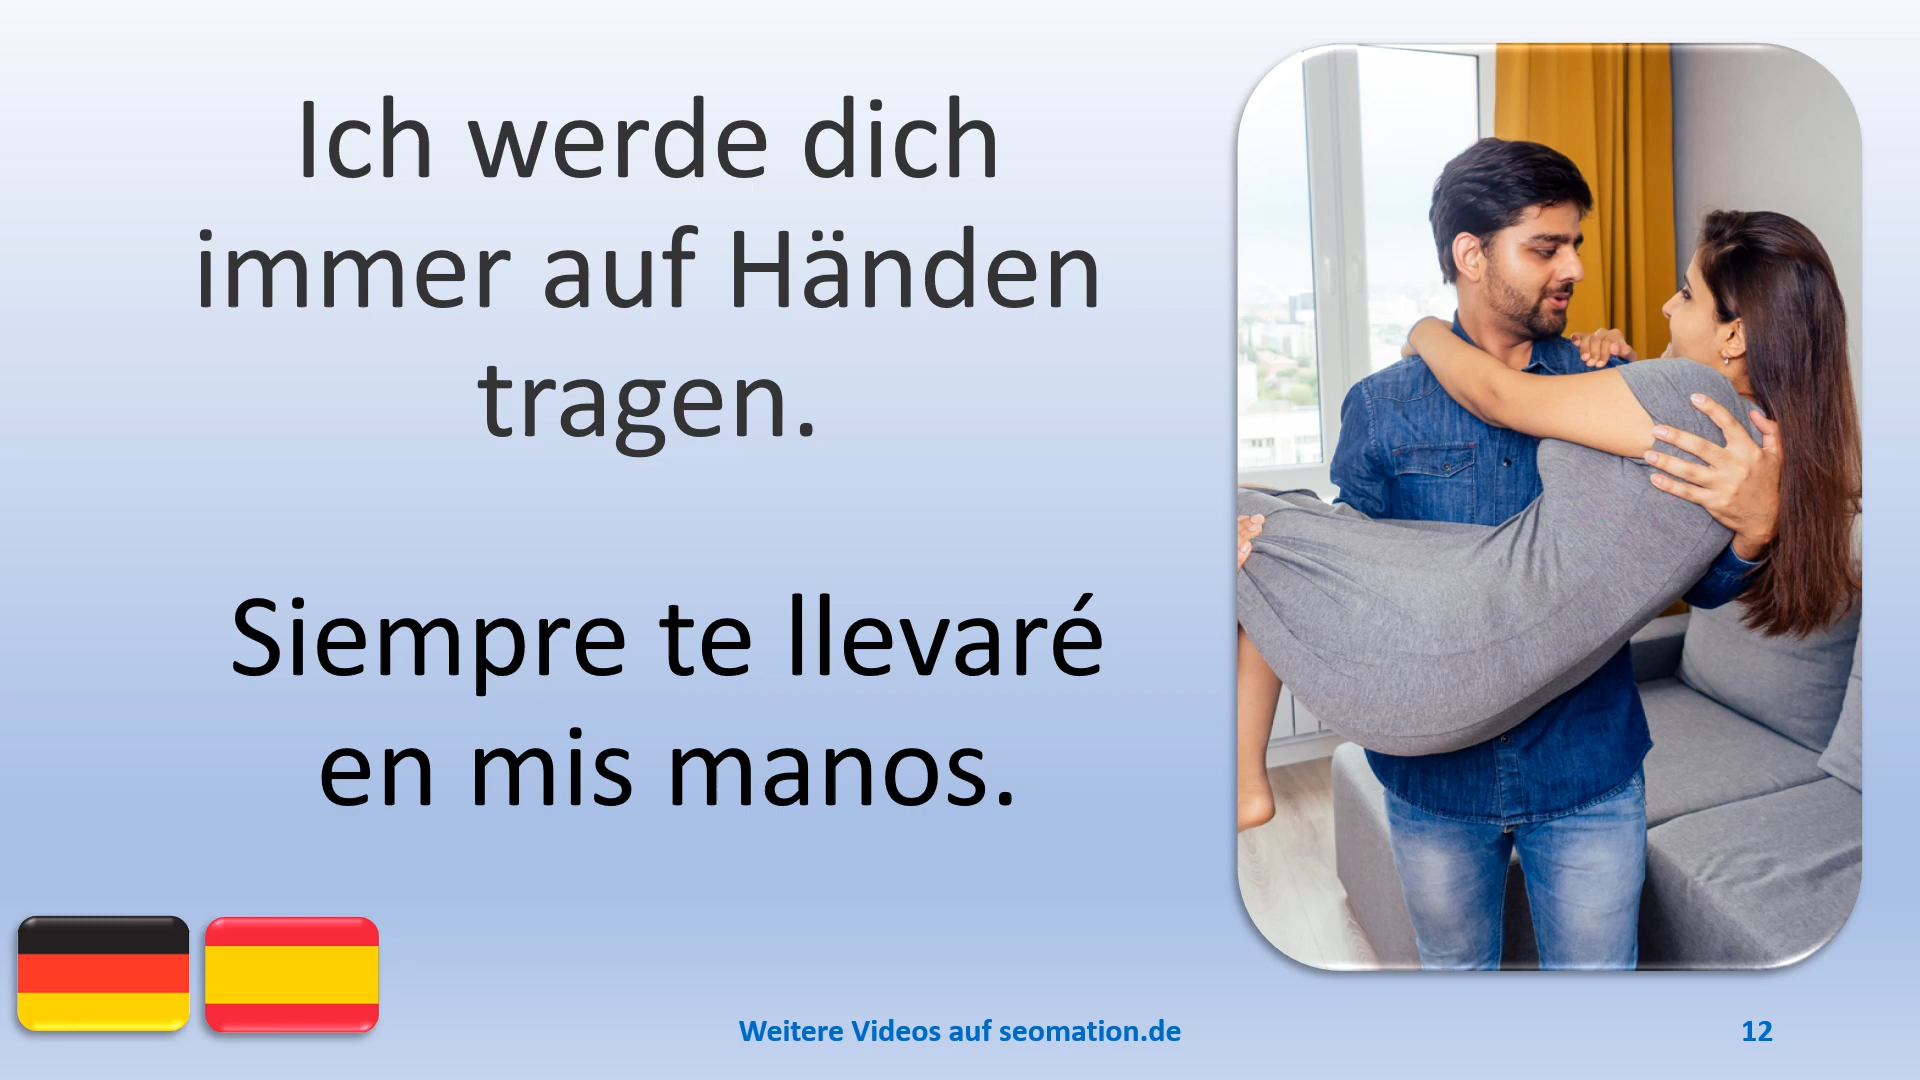 Ich werde dich
immer auf Händen
tragen.
Siempre te llevaré
en mis manos.
Weitere Videos auf seomation.de
12